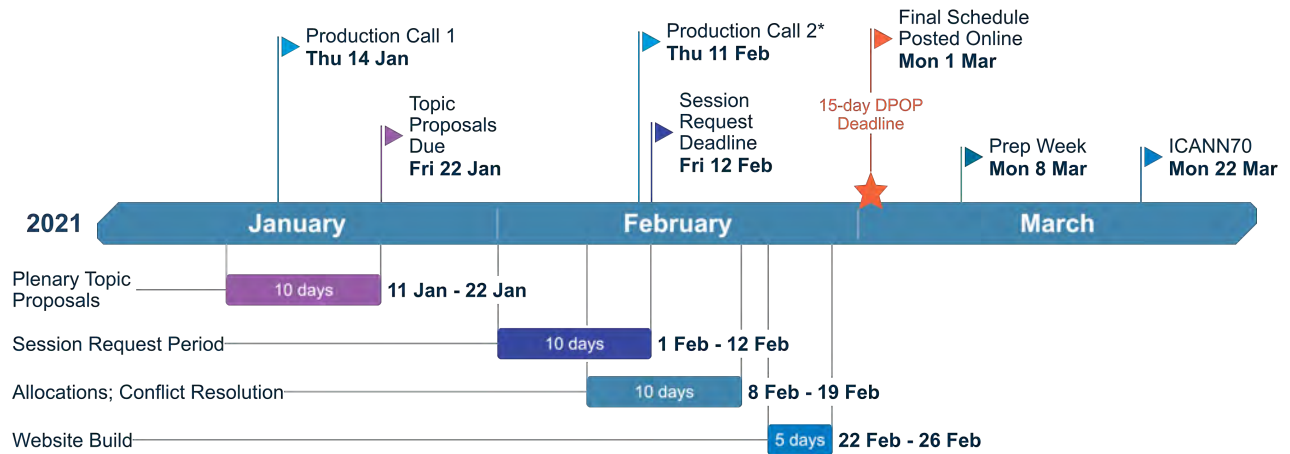 Production Call 1
Thu 14 Jan
Topic
Proposals
Due
Fri 22 Jan
Production Call 2*
Thu 11 Feb
Session
Request
Deadline
Fri 12 Feb
Final Schedule
Posted Online
Mon 1 Mar
15-day DPOP
Deadline
Prep Week
Mon 8 Mar
ICANN70
Mon 22 Mar
2021
January
February
March
Plenary Topic
Proposals
10 days
11 Jan - 22 Jan
Session Request Period
10 days
1 Feb - 12 Feb
Allocations; Conflict Resolution
10 days
8 Feb - 19 Feb
Website Build
5 days
22 Feb - 26 Feb